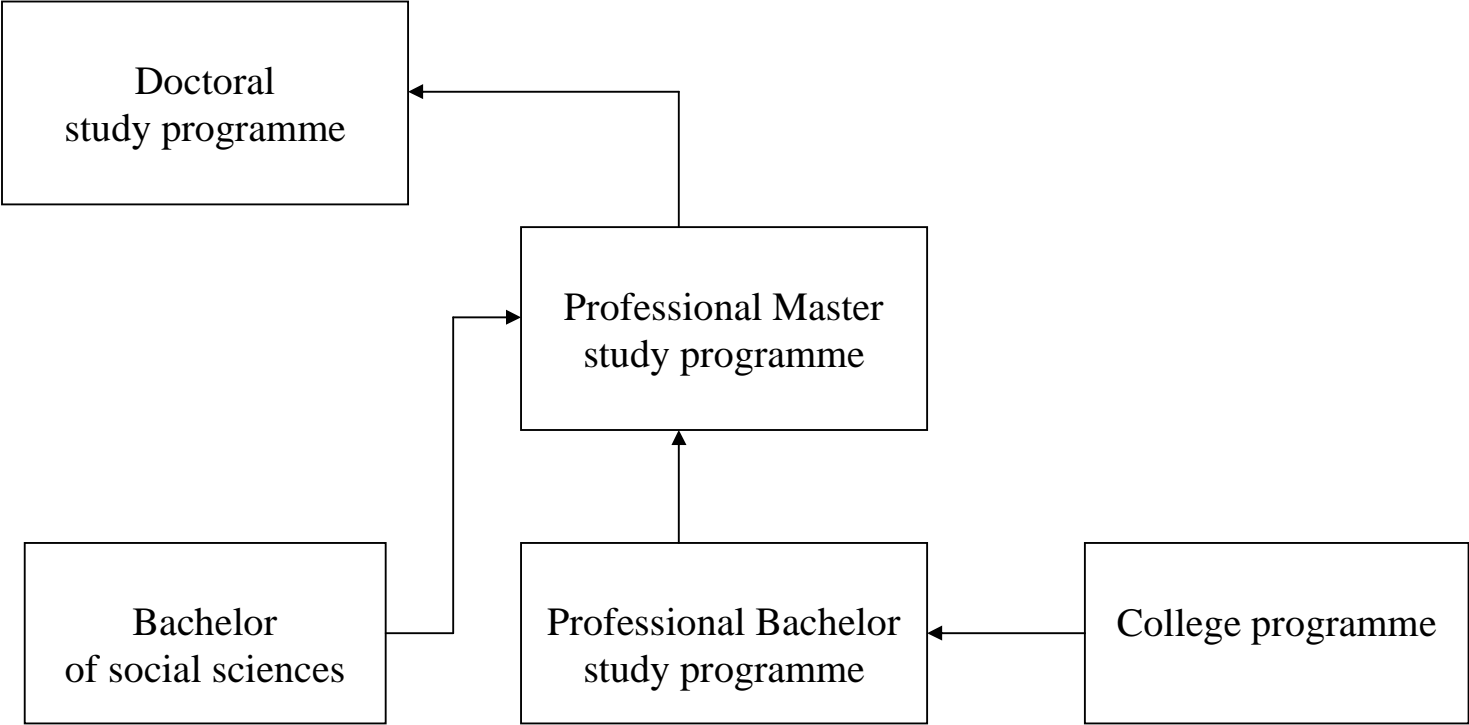 Doctoral
study programme
Professional Master
study programme
Bachelor
of social sciences
Professional Bachelor
study programme
College programme